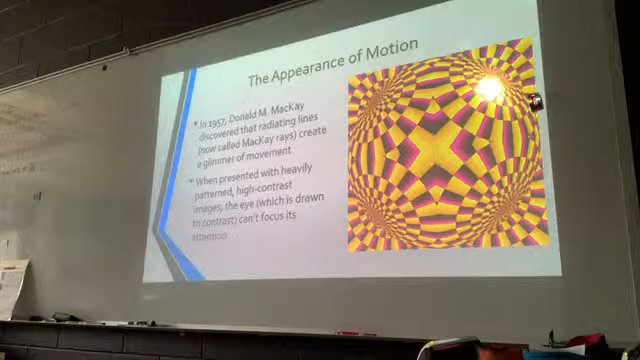 The Appearance of Motion
In 1957, Donald M. MacKay
discovered that radiating lines
(now called MacKay rays) create
a glimmer of movement
When presented with heavily
patterned, high-contrast
images, the eye (which is drawn
to contrast) can't focus its
attention.